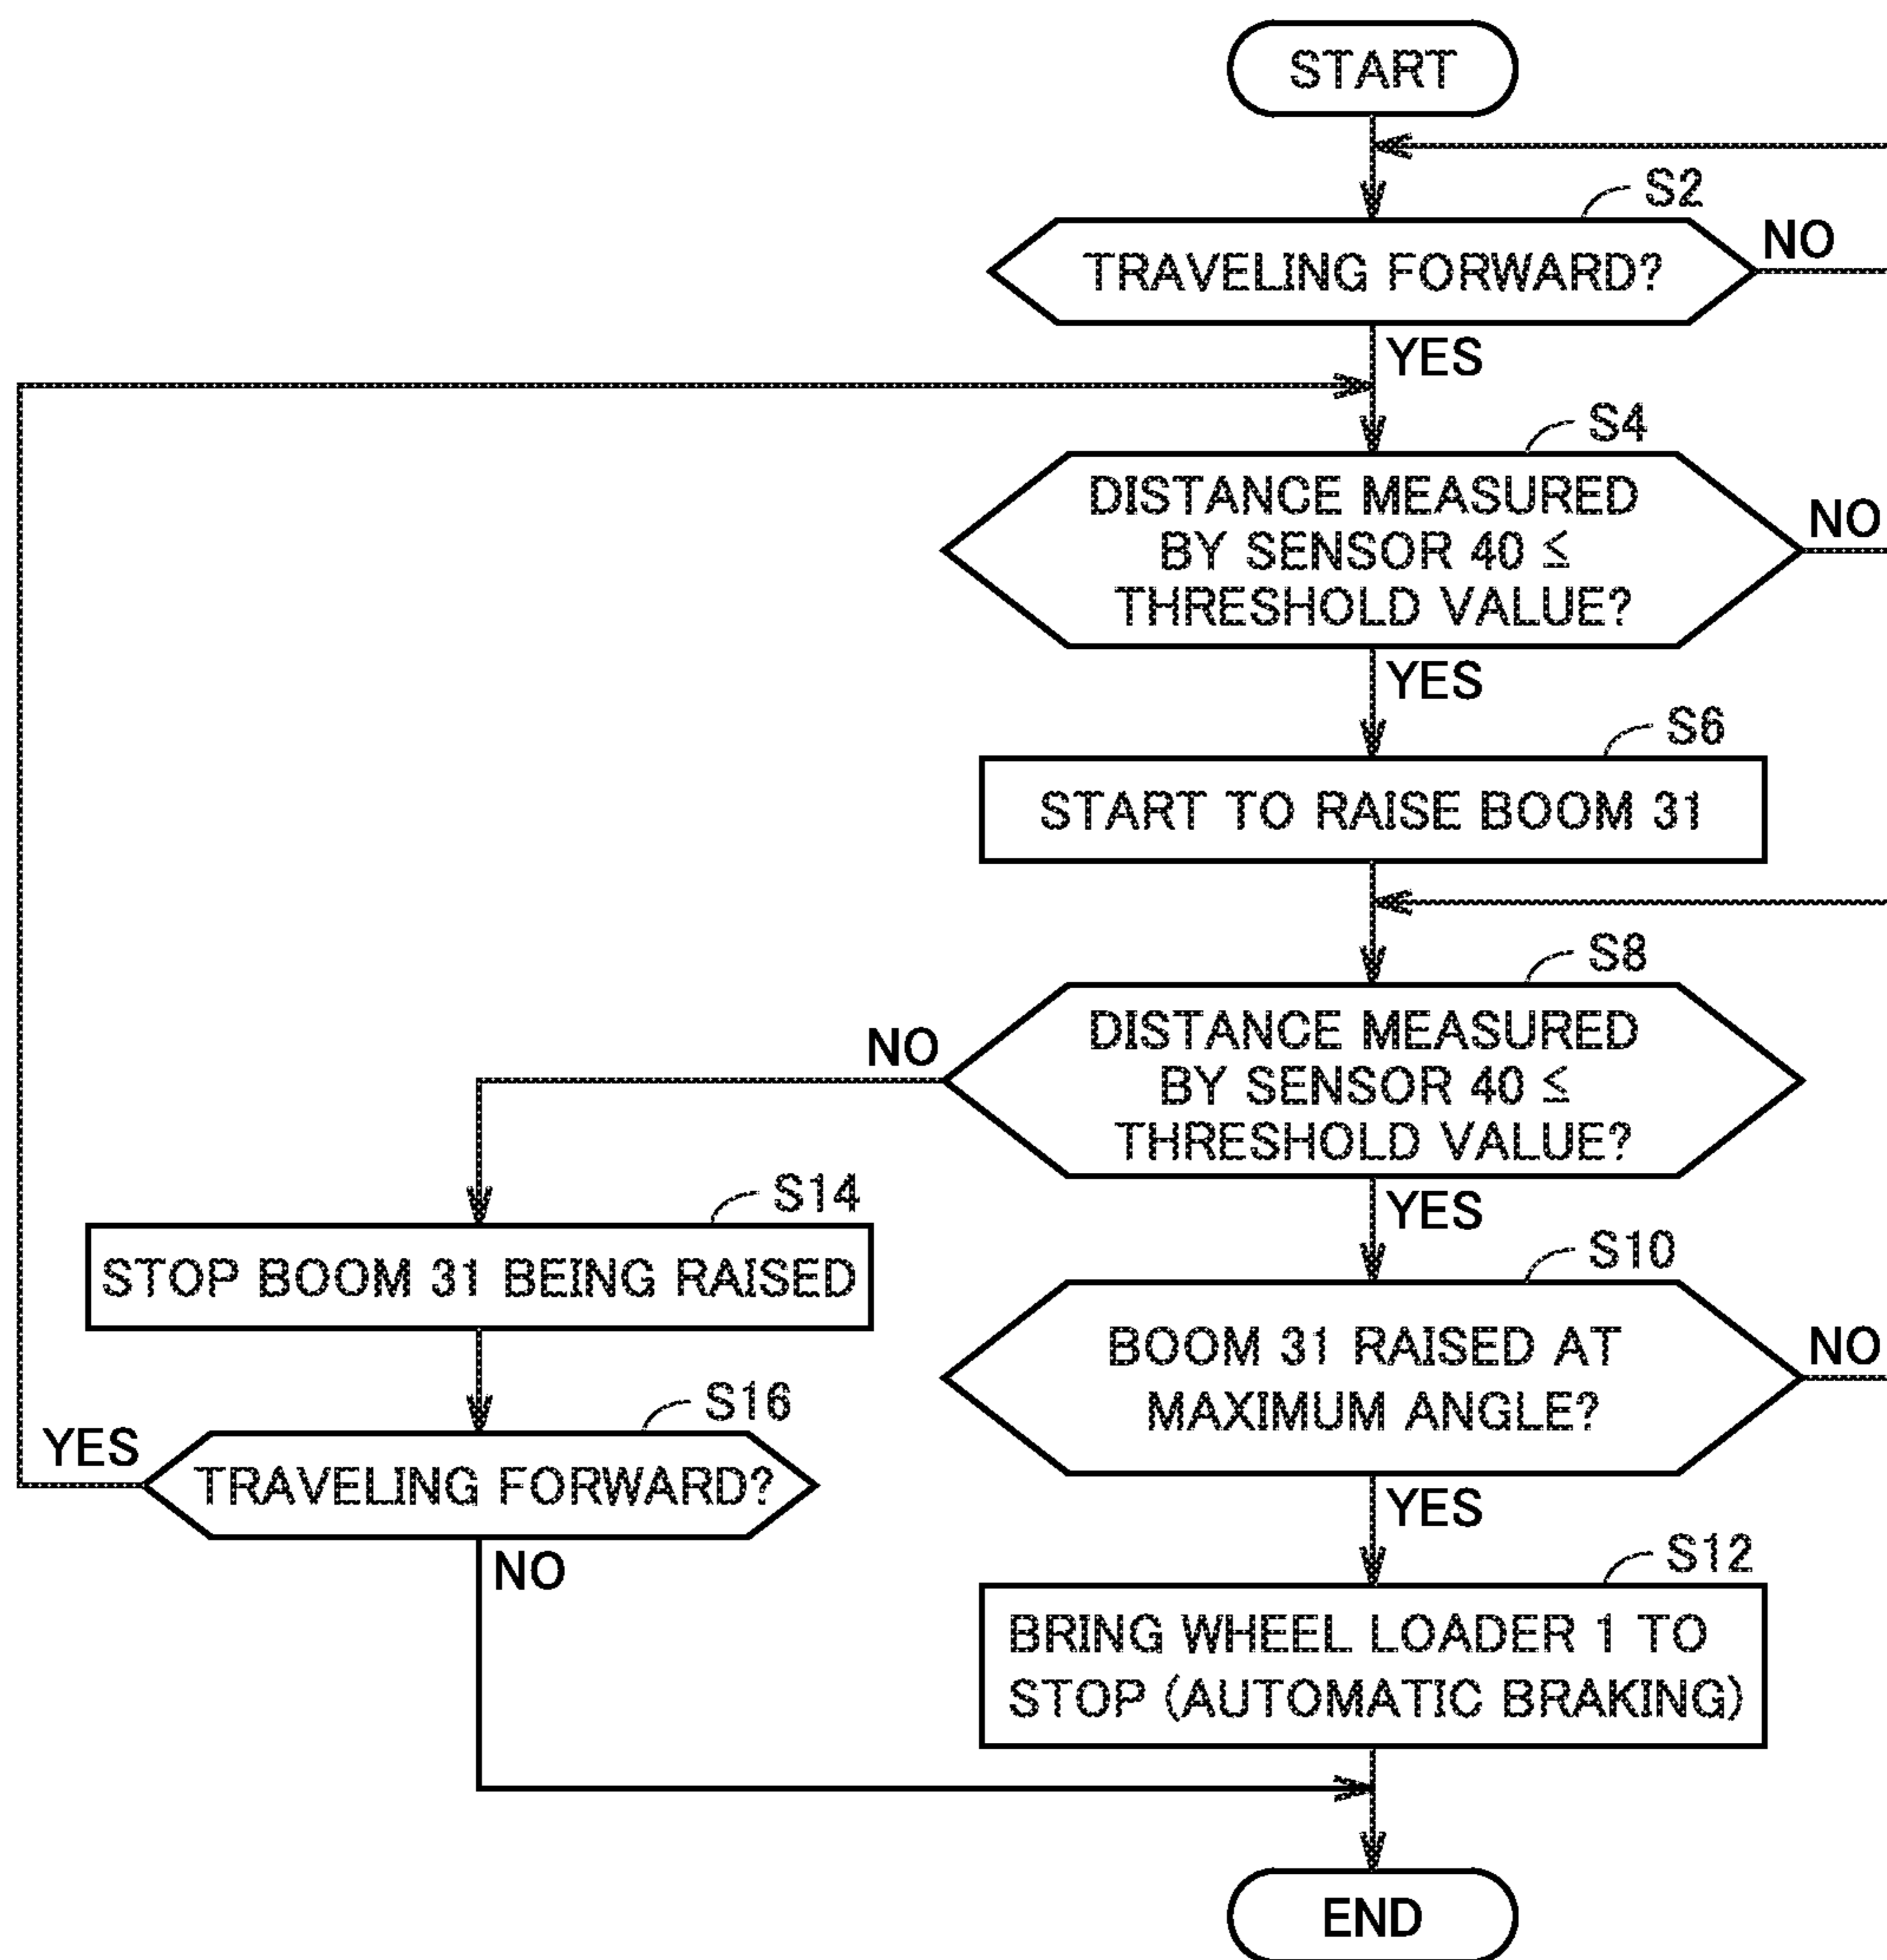 START
S2
TRAVELING FORWARD?
NO
YES
S4
DISTANCE MEASURED
BY SENSOR 40 ≤
THRESHOLD VALUE?
NO
YES
S6
START TO RAISE BOOM 31
S8
DISTANCE MEASURED
BY SENSOR 40 ≤
THRESHOLD VALUE?
NO
YES
S14
STOP BOOM 31 BEING RAISED
S10
BOOM 31 RAISED AT
MAXIMUM ANGLE?
NO
YES
S16
TRAVELING FORWARD?
YES
NO
S12
BRING WHEEL LOADER 1 TO
STOP (AUTOMATIC BRAKING)
END